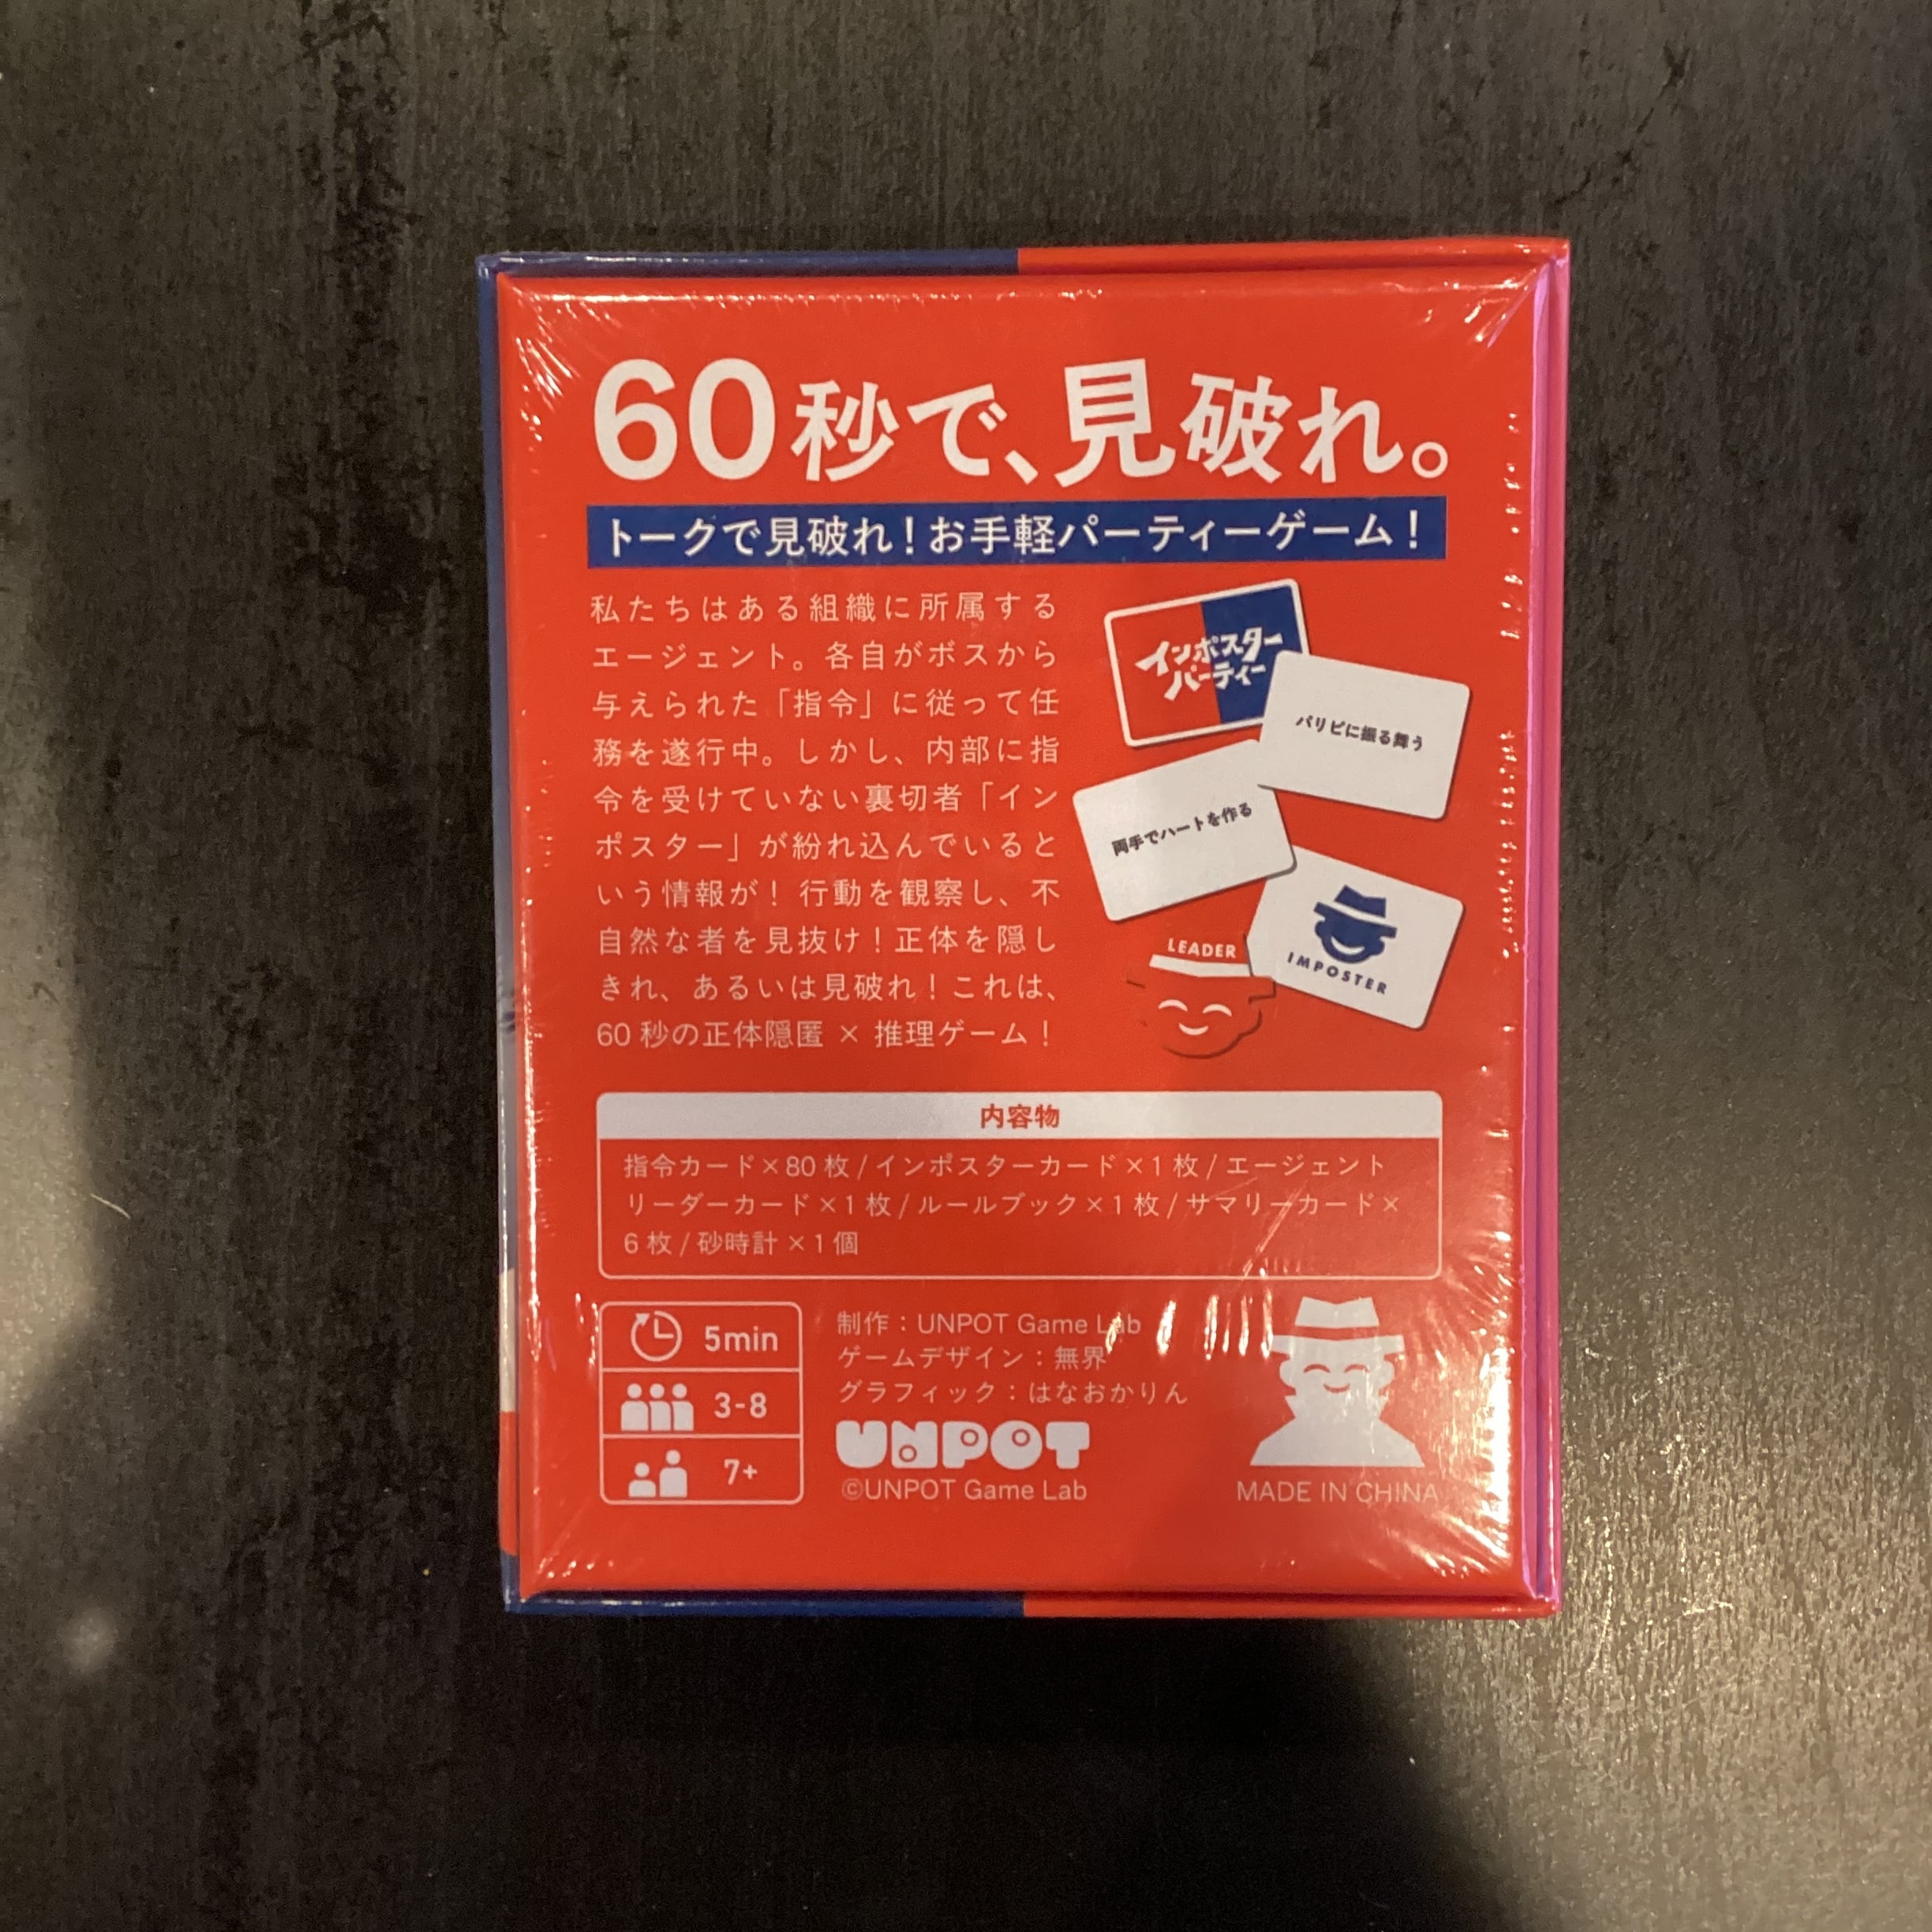 60秒で、見破れ。
トークで見破れ！お手軽パーティーゲーム！
私たちはある組織に所属する
エージェント。各自がボスから
与えられた「指令」に従って任
務を遂行中。しかし、内部に指
令を受けていない裏切者「イン
ポスター」が紛れ込んでいると
いう情報が！行動を観察し、不
自然な者を見抜け！正体を隠し
きれ、あるいは見破れ！これは、
60秒の正体隠匿 × 推理ゲーム！
インポスター
パーティー
パリピに振る舞う
両手でハートを作る
IMPOSTER
LEADER
内容物
指令カード×80枚 / インポスターカード×1枚 / エージェント
リーダーカード×1枚 / ルールブック×1枚 / サマリーカード×
6枚 / 砂時計×1個
5min
3-8
7+
制作：UNPOT Game Lab
ゲームデザイン：無界
グラフィック：はなおかりん
UNPOT
©UNPOT Game Lab
MADE IN CHINA